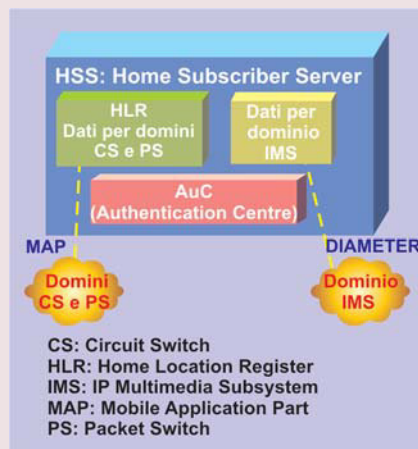 HSS: Home Subscriber Server
HLR
Dati per domini
CS e PS
Dati per
dominio
IMS
AuC
(Authentication Centre)
MAP
DIAMETER
Domini
CS e PS
Dominio
IMS
CS: Circuit Switch
HLR: Home Location Register
IMS: IP Multimedia Subsystem
MAP: Mobile Application Part
PS: Packet Switch